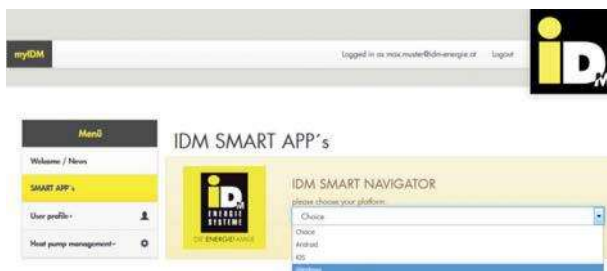 myIDM
Logged in as max.muster@idm-energie.at Logout
iDM
Menü
Welcome / News
SMART APP's
User profile
Heat pump management
IDM SMART APP´s
iDM
ENERGIE
SYSTEME
DIE ENERGIEFAMILIE
IDM SMART NAVIGATOR
please choose your platform:
Choice
Choice
Android
iOS